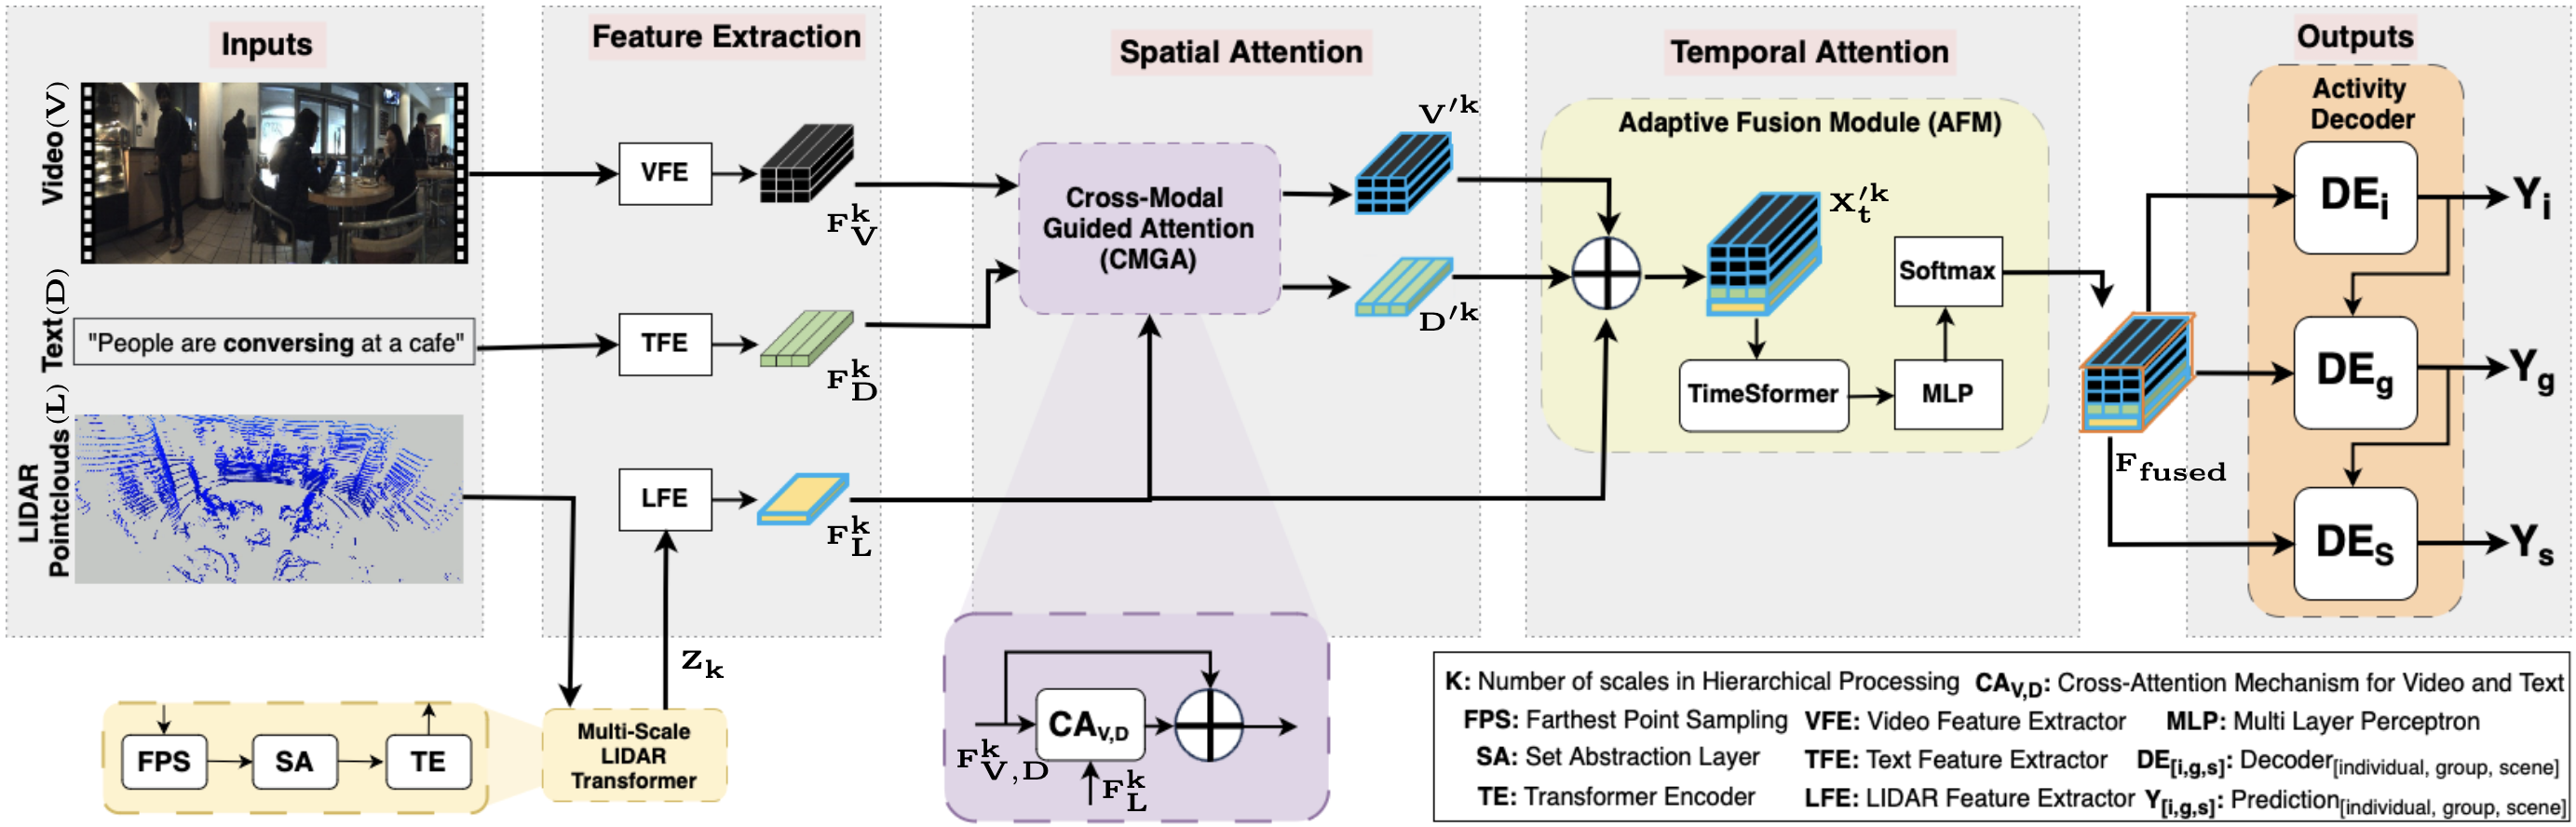 Inputs
Feature Extraction
Spatial Attention
Temporal Attention
Outputs
Video(V)
Text(D)
"People are conversing at a cafe"
LIDAR
Pointclouds(L)
VFE
F_V^k
TFE
F_D^k
LFE
F_L^k
z_k
Multi-Scale
LIDAR
Transformer
FPS
SA
TE
Cross-Modal
Guided Attention
(CMGA)
V'^k
D'^k
F_{V,D}^k
CA_{V,D}
F_L^k
Adaptive Fusion Module (AFM)
X_t'^k
Softmax
TimeSformer
MLP
F_fused
Activity
Decoder
DE_i
Y_i
DE_g
Y_g
DE_S
Y_s
K: Number of scales in Hierarchical Processing CA_{V,D}: Cross-Attention Mechanism for Video and Text
FPS: Farthest Point Sampling VFE: Video Feature Extractor MLP: Multi Layer Perceptron
SA: Set Abstraction Layer TFE: Text Feature Extractor DE_[i,g,s]: Decoder_[individual, group, scene]
TE: Transformer Encoder LFE: LIDAR Feature Extractor Y_[i,g,s]: Prediction_[individual, group, scene]